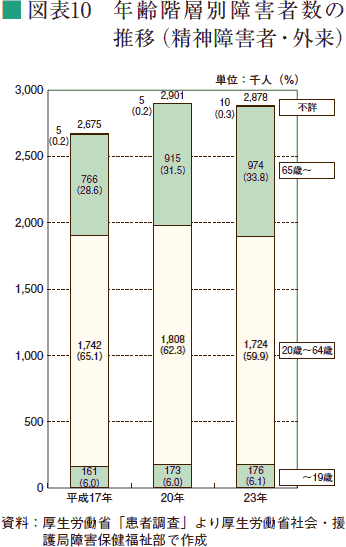 ■図表10 年齢階層別障害者数の
推移（精神障害者・外来）
単位：千人（%）
3,000
2,500
2,000
1,500
1,000
500
0
5
(0.2)
2,675
766
(28.6)
1,742
(65.1)
161
(6.0)
平成17年
5
(0.2)
2,901
915
(31.5)
1,808
(62.3)
173
(6.0)
20年
10
(0.3)
2,878
974
(33.8)
1,724
(59.9)
176
(6.1)
23年
不詳
65歳～
20歳～64歳
～19歳
資料：厚生労働省「患者調査」より厚生労働省社会・援
護局障害保健福祉部で作成